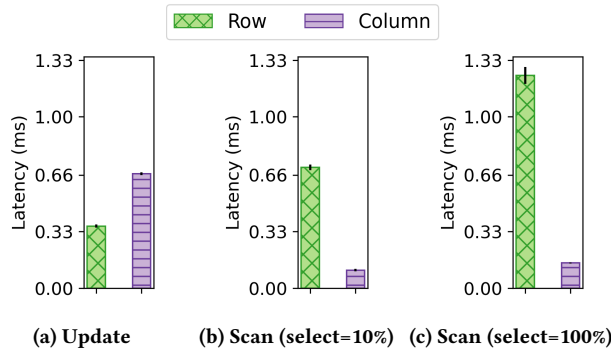 Row Column
Latency (ms)
1.33
1.00
0.66
0.33
0.00
(a) Update
Latency (ms)
1.33
1.00
0.66
0.33
0.00
(b) Scan (select=10%)
Latency (ms)
1.33
1.00
0.66
0.33
0.00
(c) Scan (select=100%)